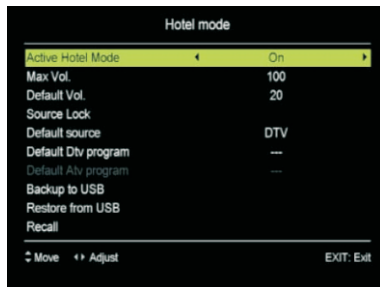 Hotel mode
Active Hotel Mode On
Max Vol. 100
Default Vol. 20
Source Lock
Default source DTV
Default Dtv program ---
Default Atv program ---
Backup to USB
Restore from USB
Recall
Move Adjust EXIT: Exit